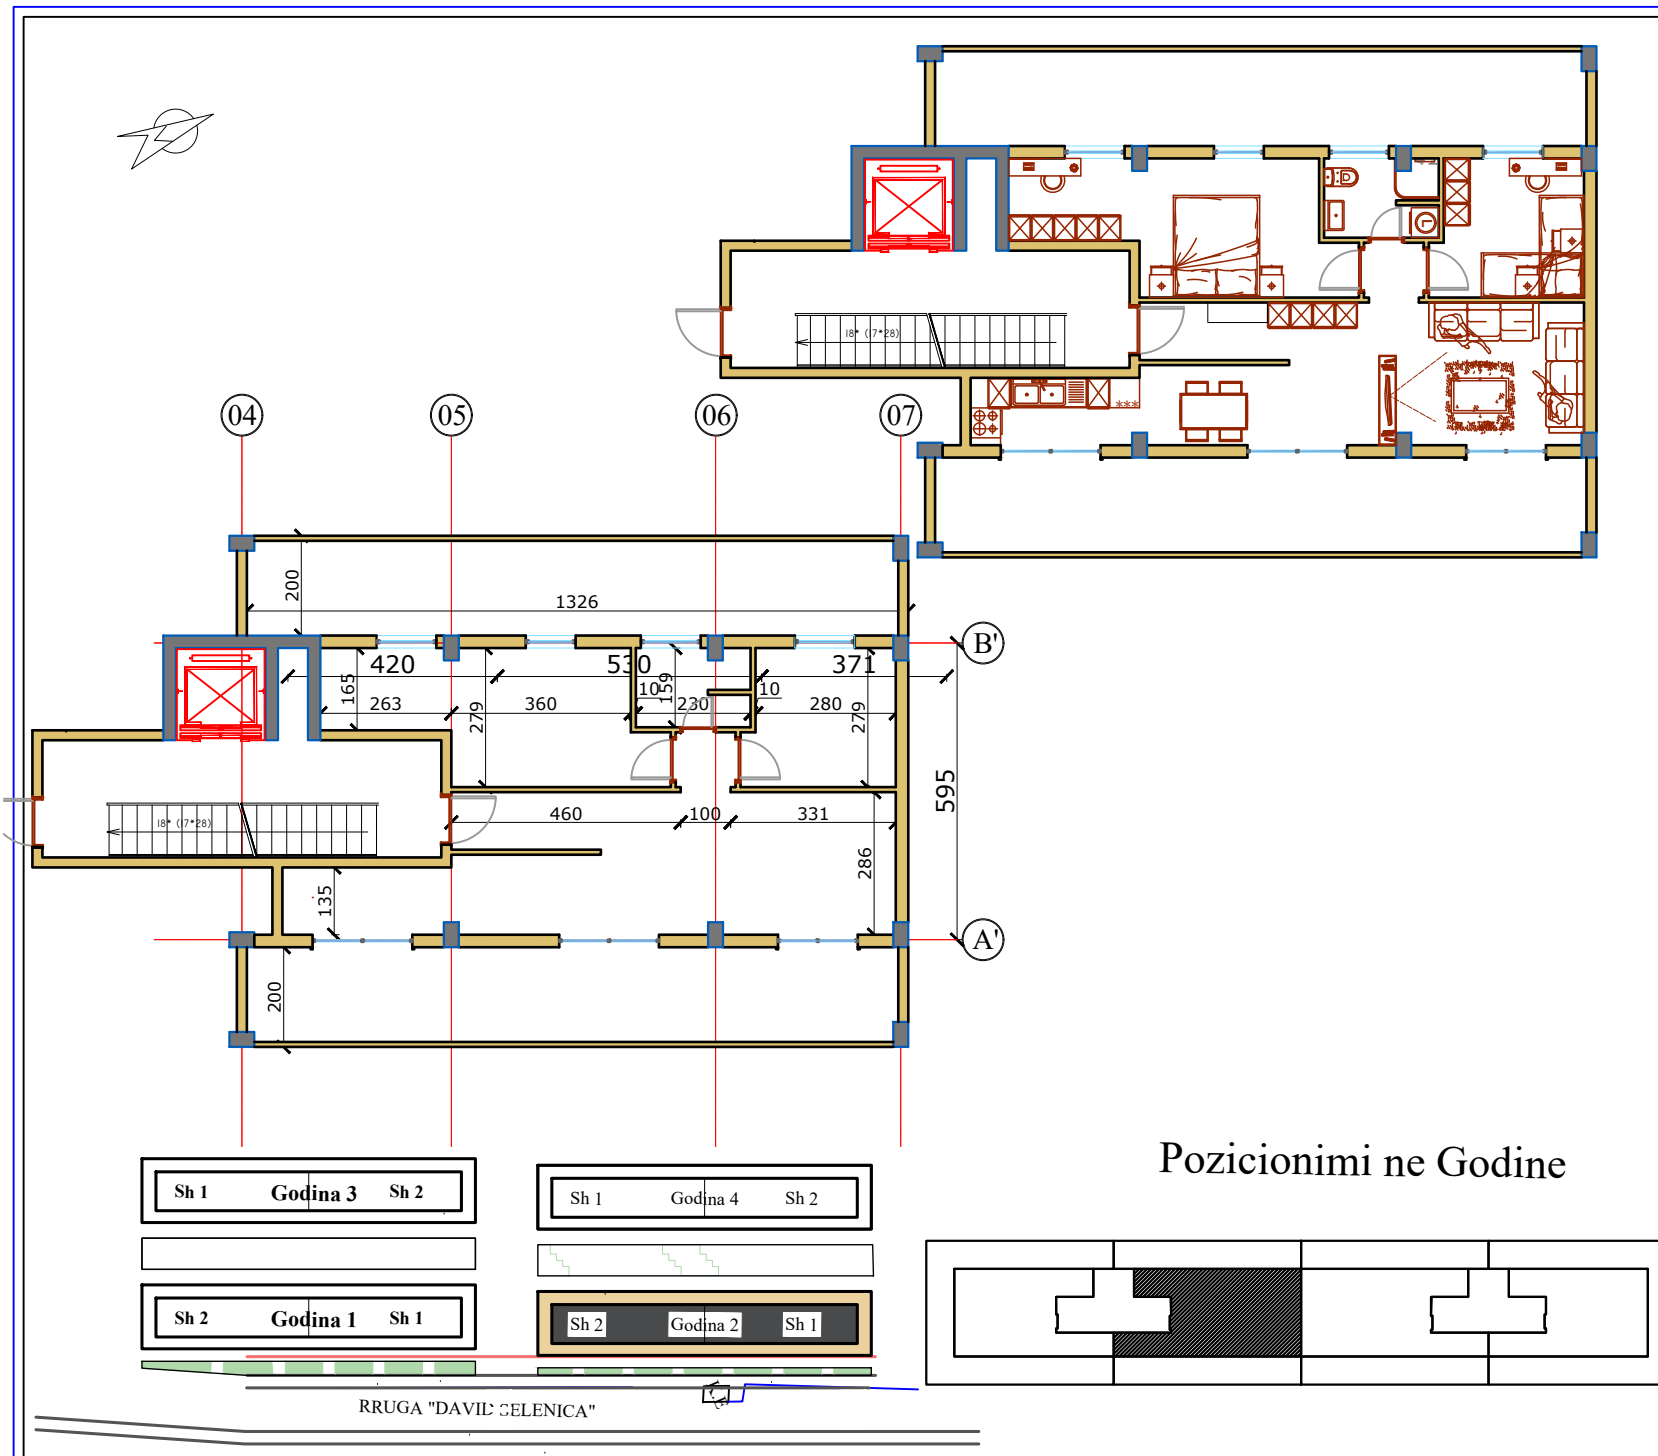 18* (17*28)
***
04 05 06 07
200
1326
B'
420 530 371
165
263 360 10 159 230 10 280
279 279
595
460 100 331
18* (17*28)
286
135
A'
200
Pozicionimi ne Godine
Sh 1 Godina 3 Sh 2
Sh 1 Godina 4 Sh 2
Sh 2 Godina 1 Sh 1
Sh 2 Godina 2 Sh 1
RRUGA "DAVID SELENICA"